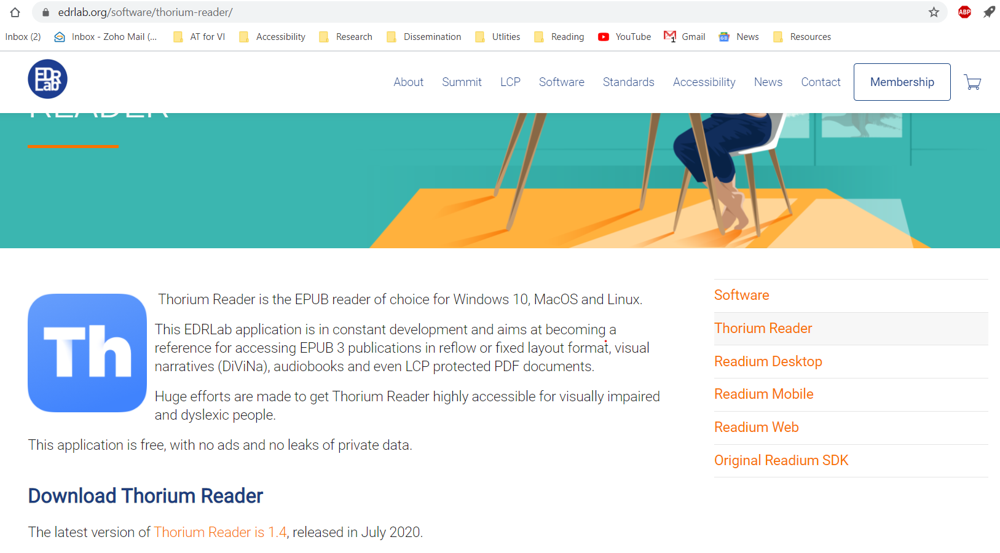 edrlab.org/software/thorium-reader/
ABP
Inbox (2) Inbox - Zoho Mail (... AT for VI Accessibility Research Dissemination Utlities Reading YouTube 1 Gmail GE News Resources
EDR
Lab
About Summit LCP Software Standards Accessibility News Contact Membership
READER
Th
Thorium Reader is the EPUB reader of choice for Windows 10, MacOS and Linux.
This EDRLab application is in constant development and aims at becoming a
reference for accessing EPUB 3 publications in reflow or fixed layout format, visual
narratives (DiViNa), audiobooks and even LCP protected PDF documents.
Huge efforts are made to get Thorium Reader highly accessible for visually impaired
and dyslexic people.
This application is free, with no ads and no leaks of private data.
Download Thorium Reader
The latest version of Thorium Reader is 1.4, released in July 2020.
Software
Thorium Reader
Readium Desktop
Readium Mobile
Readium Web
Original Readium SDK